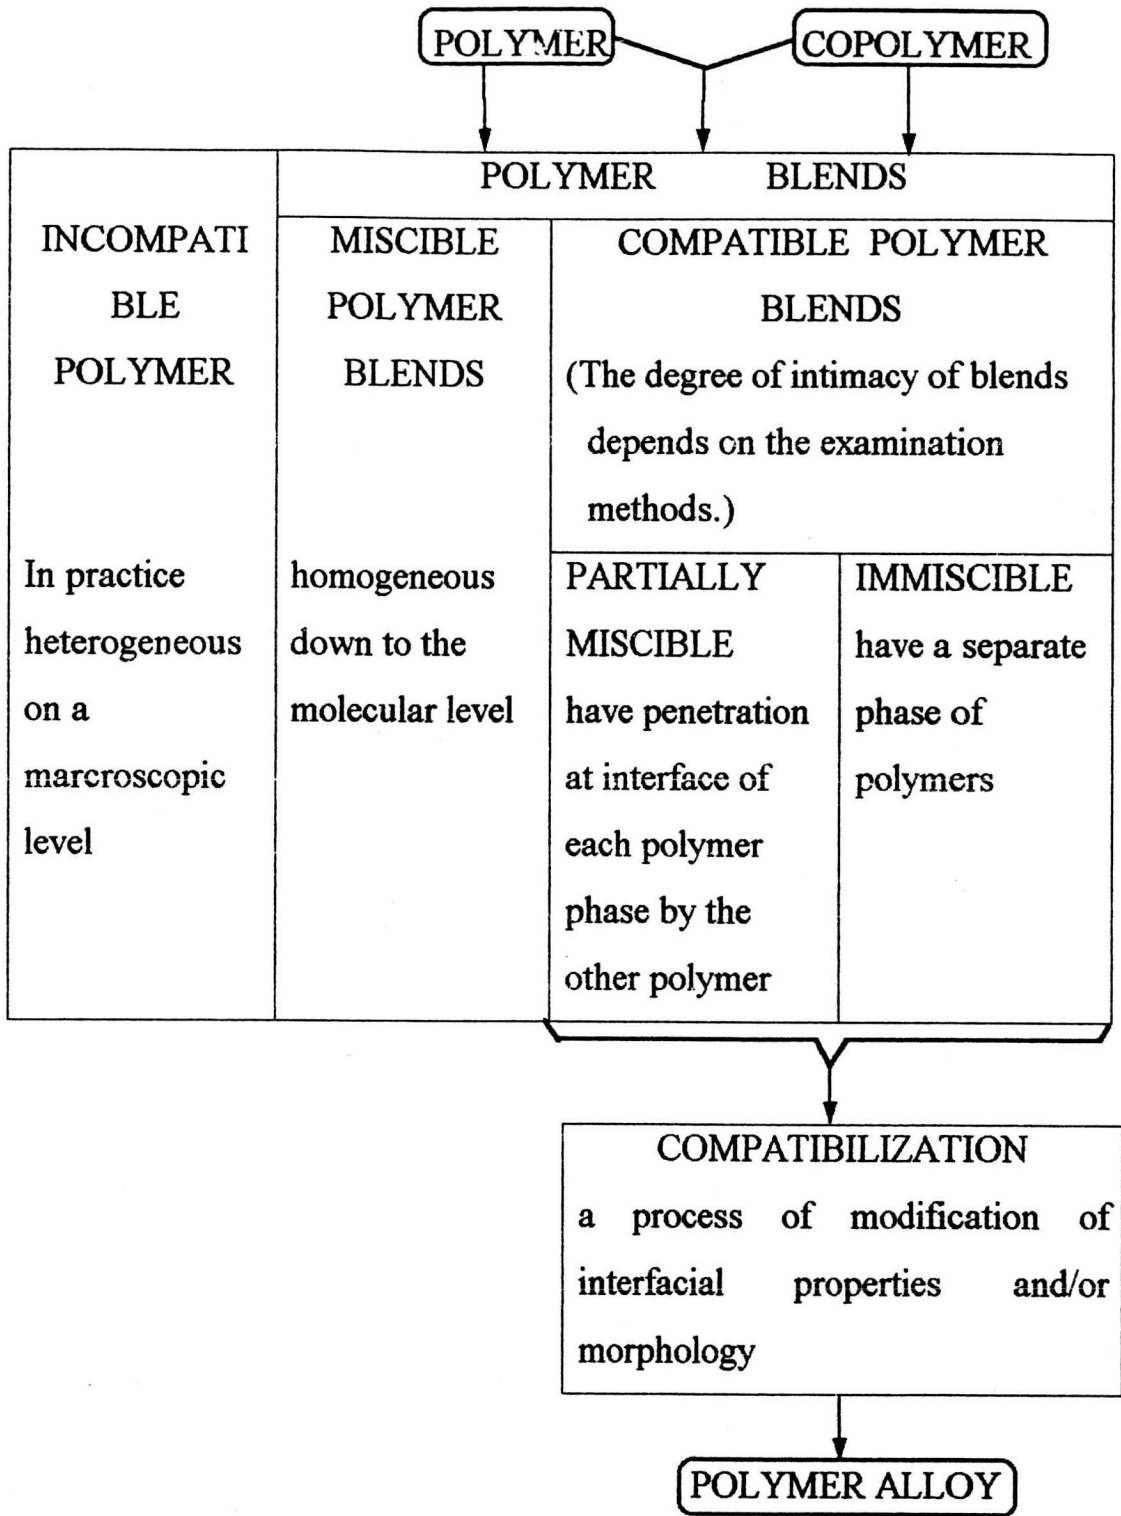 POLYMER
COPOLYMER
POLYMER BLENDS
INCOMPATI
BLE
POLYMER
In practice
heterogeneous
on a
marcroscopic
level
MISCIBLE
POLYMER
BLENDS
homogeneous
down to the
molecular level
COMPATIBLE POLYMER
BLENDS
(The degree of intimacy of blends
depends on the examination
methods.)
PARTIALLY
MISCIBLE
have penetration
at interface of
each polymer
phase by the
other polymer
IMMISCIBLE
have a separate
phase of
polymers
COMPATIBILIZATION
a process of modification of
interfacial properties and/or
morphology
POLYMER ALLOY